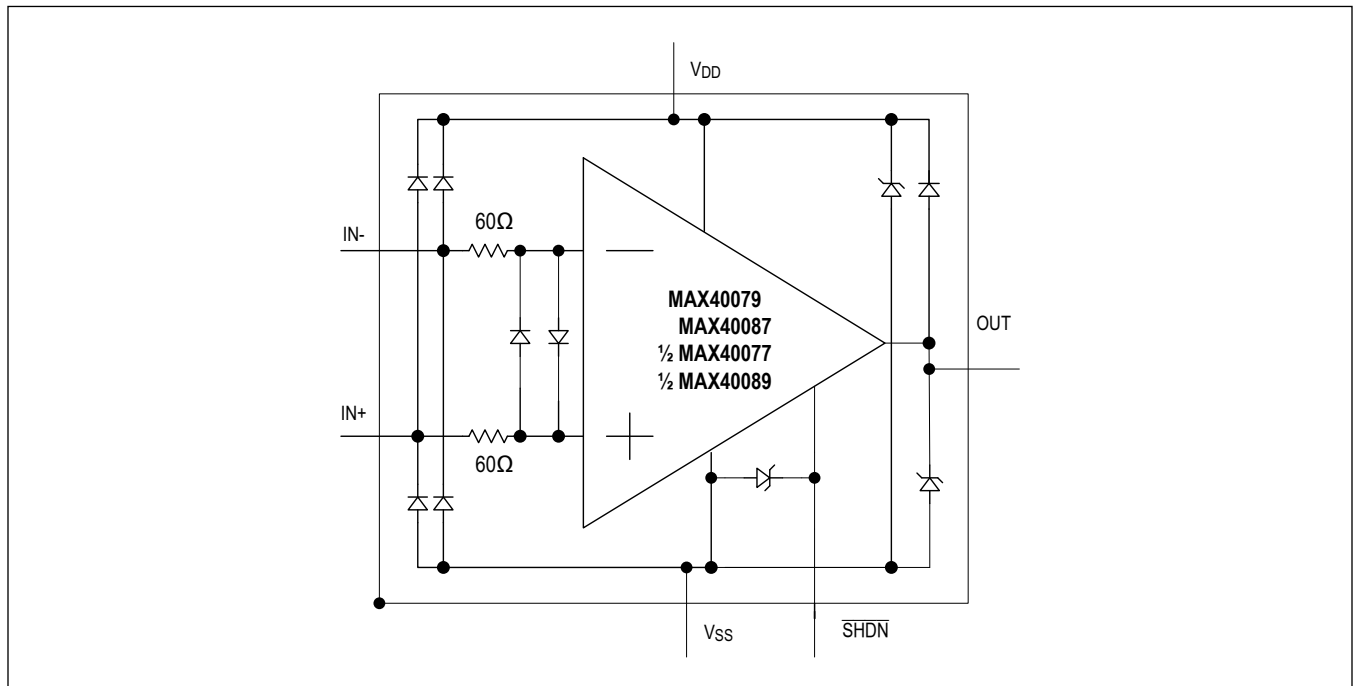 VDD
60Ω
IN-
MAX40079
MAX40087
½ MAX40077
½ MAX40089
OUT
IN+
60Ω
VSS
SHDN